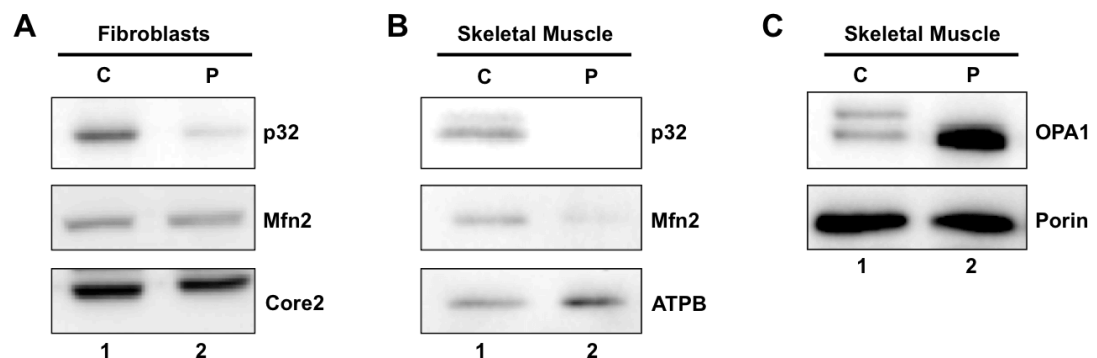 A
Fibroblasts
C P
p32
Mfn2
Core2
1 2
B
Skeletal Muscle
C P
p32
Mfn2
ATPB
1 2
C
Skeletal Muscle
C P
OPA1
Porin
1 2